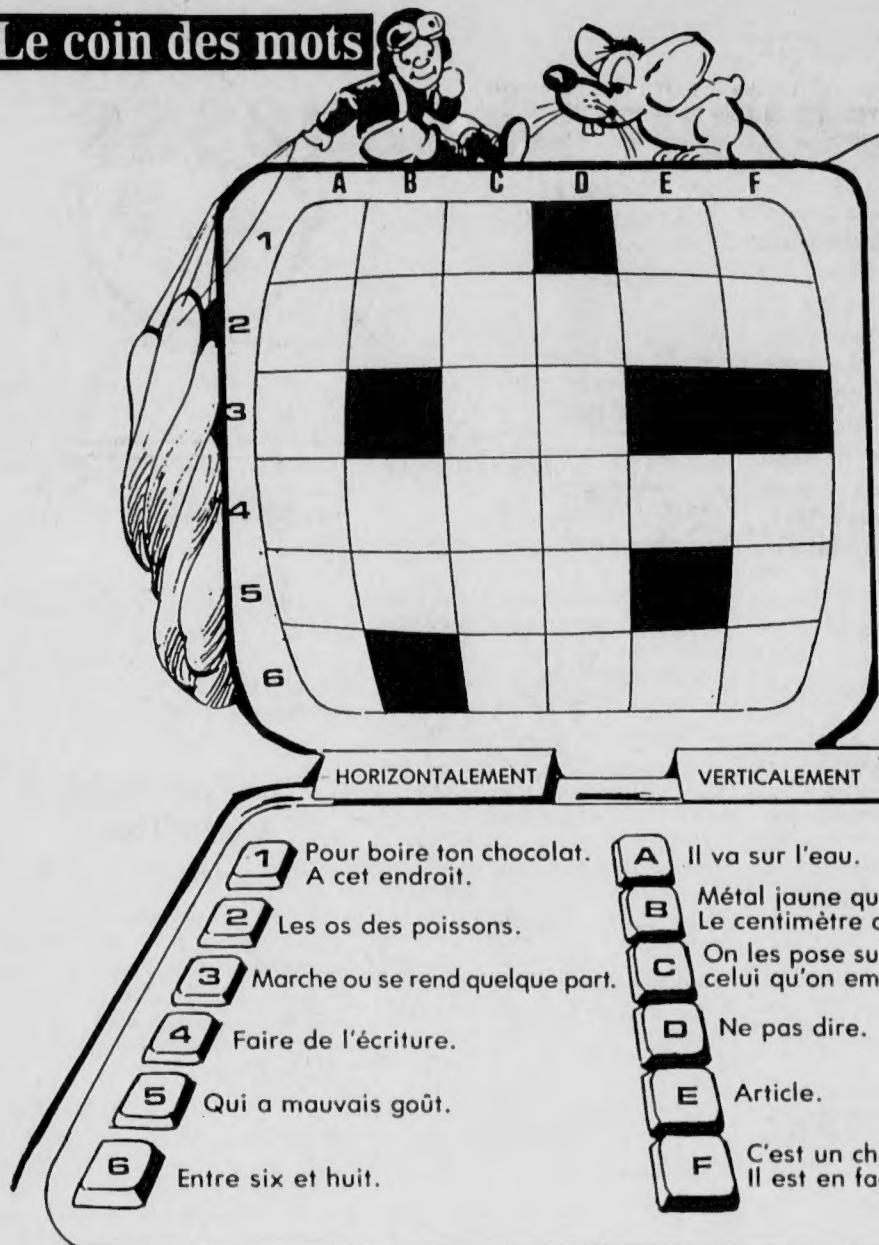 Le coin des mots
A B C D E F
1
2
3
4
5
6
HORIZONTALEMENT
1 Pour boire ton chocolat.
A cet endroit.
2 Les os des poissons.
3 Marche ou se rend quelque part.
4 Faire de l'écriture.
5 Qui a mauvais goût.
6 Entre six et huit.
VERTICALEMENT
A Il va sur l'eau.
B Métal jaune qu
Le centimètre
C On les pose su
celui qu'on em
D Ne pas dire.
E Article.
F C'est un ch
Il est en fa